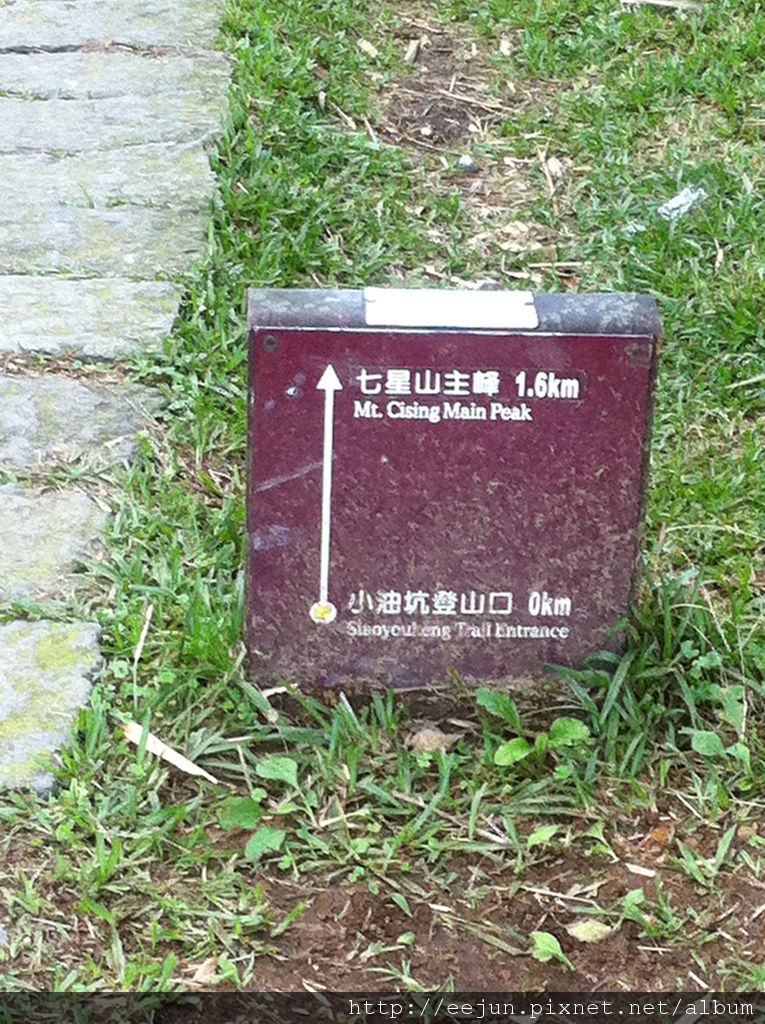 七星山主峰 1.6km
Mt. Cising Main Peak
小油坑登山口 0km
Siaoyoukeng Trail Entrance
http://eejun.pixnet.net/album